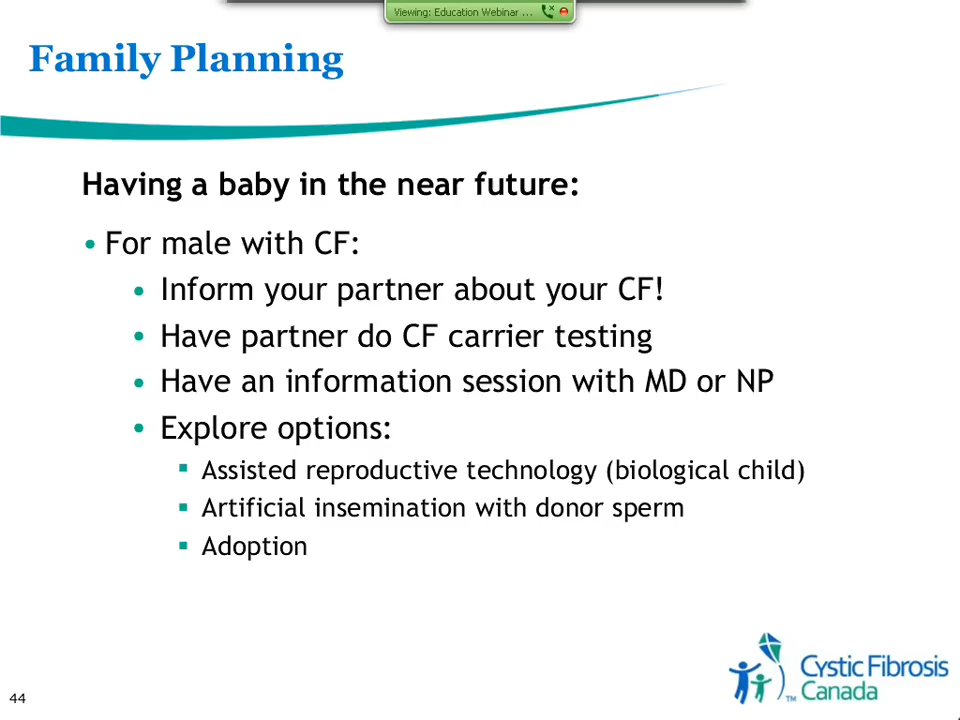 Viewing: Education Webinar ...
Family Planning
Having a baby in the near future:
• For male with CF:
• Inform your partner about your CF!
• Have partner do CF carrier testing
• Have an information session with MD or NP
• Explore options:
▪ Assisted reproductive technology (biological child)
▪ Artificial insemination with donor sperm
▪ Adoption
Cystic Fibrosis
™ Canada
44